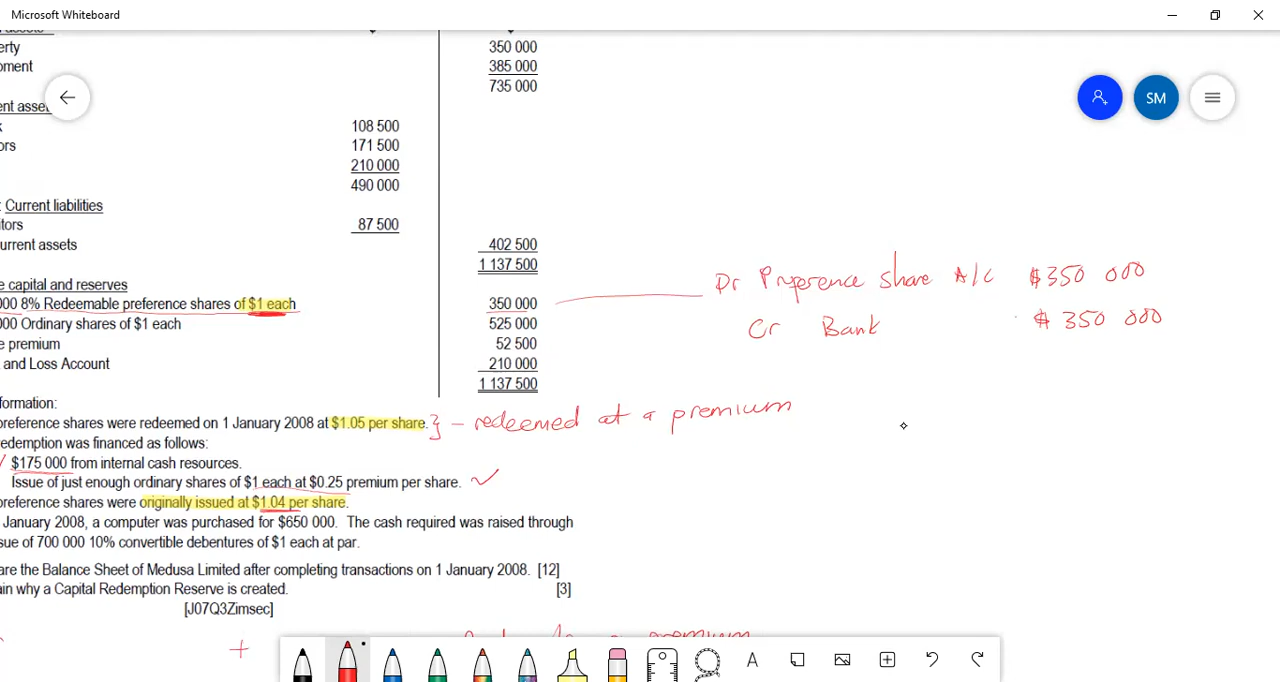 Microsoft Whiteboard
erty 350 000
oment 385 000
735 000
ent asse
SM
k 108 500
ors 171 500
210 000
490 000
: Current liabilities
itors 87 500
urrent assets 402 500
1 137 500
e capital and reserves
000 8% Redeemable preference shares of $1 each 350 000
Dr Preference share A/c $350 000
000 Ordinary shares of $1 each 525 000
Cr Bank $350 000
e premium 52 500
and Loss Account 210 000
1 137 500
formation:
preference shares were redeemed on 1 January 2008 at $1.05 per share. } - redeemed at a premium
redemption was financed as follows:
$175 000 from internal cash resources.
Issue of just enough ordinary shares of $1 each at $0.25 premium per share.
preference shares were originally issued at $1.04 per share.
January 2008, a computer was purchased for $650 000. The cash required was raised through
sue of 700 000 10% convertible debentures of $1 each at par.
are the Balance Sheet of Medusa Limited after completing transactions on 1 January 2008. [12]
ain why a Capital Redemption Reserve is created. [3]
[J07Q3Zimsec]
+ premium
A